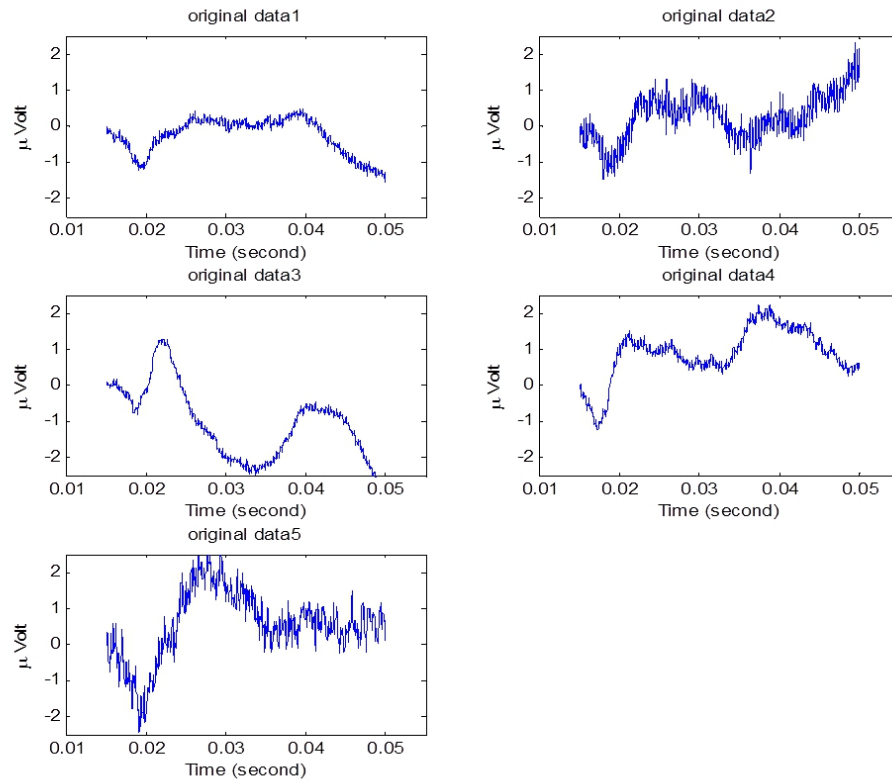 original data1
2
1
0
-1
-2
μ Volt
0.01 0.02 0.03 0.04 0.05
Time (second)
original data2
2
1
0
-1
-2
μ Volt
0.01 0.02 0.03 0.04 0.05
Time (second)
original data3
2
1
0
-1
-2
μ Volt
0.01 0.02 0.03 0.04 0.05
Time (second)
original data4
2
1
0
-1
-2
μ Volt
0.01 0.02 0.03 0.04 0.05
Time (second)
original data5
2
1
0
-1
-2
μ Volt
0.01 0.02 0.03 0.04 0.05
Time (second)